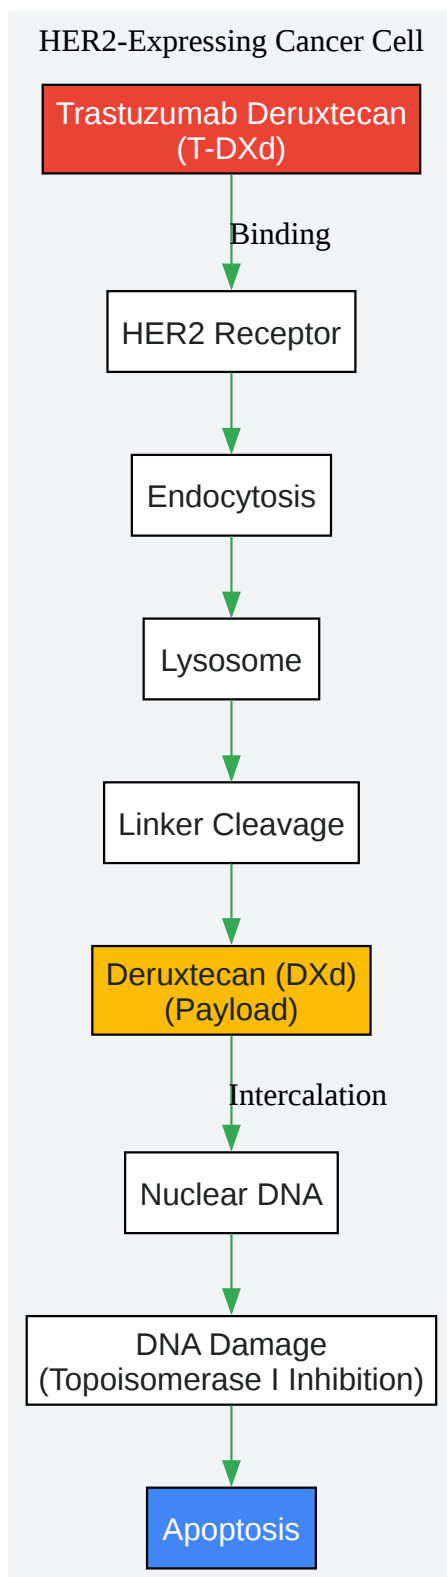 HER2-Expressing Cancer Cell
Trastuzumab Deruxtecan
(T-DXd)
Binding
HER2 Receptor
Endocytosis
Lysosome
Linker Cleavage
Deruxtecan (DXd)
(Payload)
Intercalation
Nuclear DNA
DNA Damage
(Topoisomerase I Inhibition)
Apoptosis